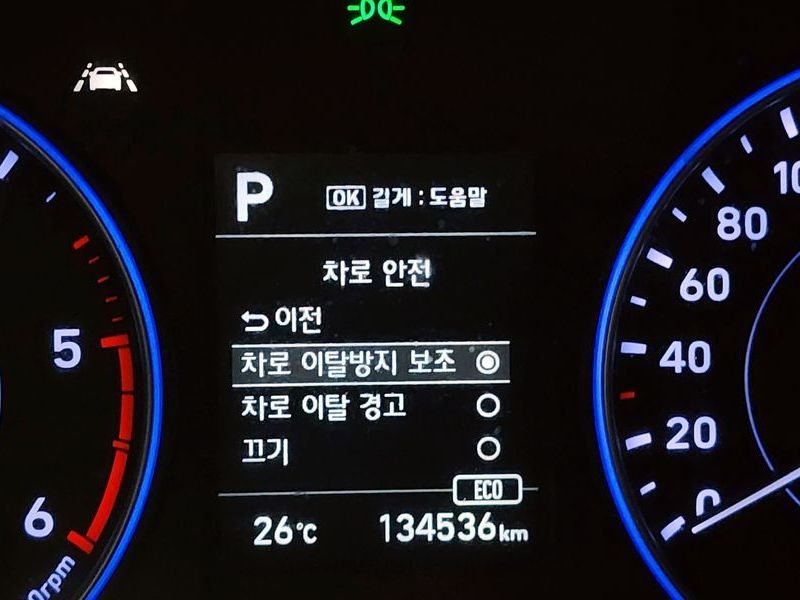 P
OK 길게 : 도움말
차로 안전
이전
차로 이탈방지 보조
차로 이탈 경고
끄기
ECO
26°C 134536km
5
6
0rpm
100
80
60
40
20
0